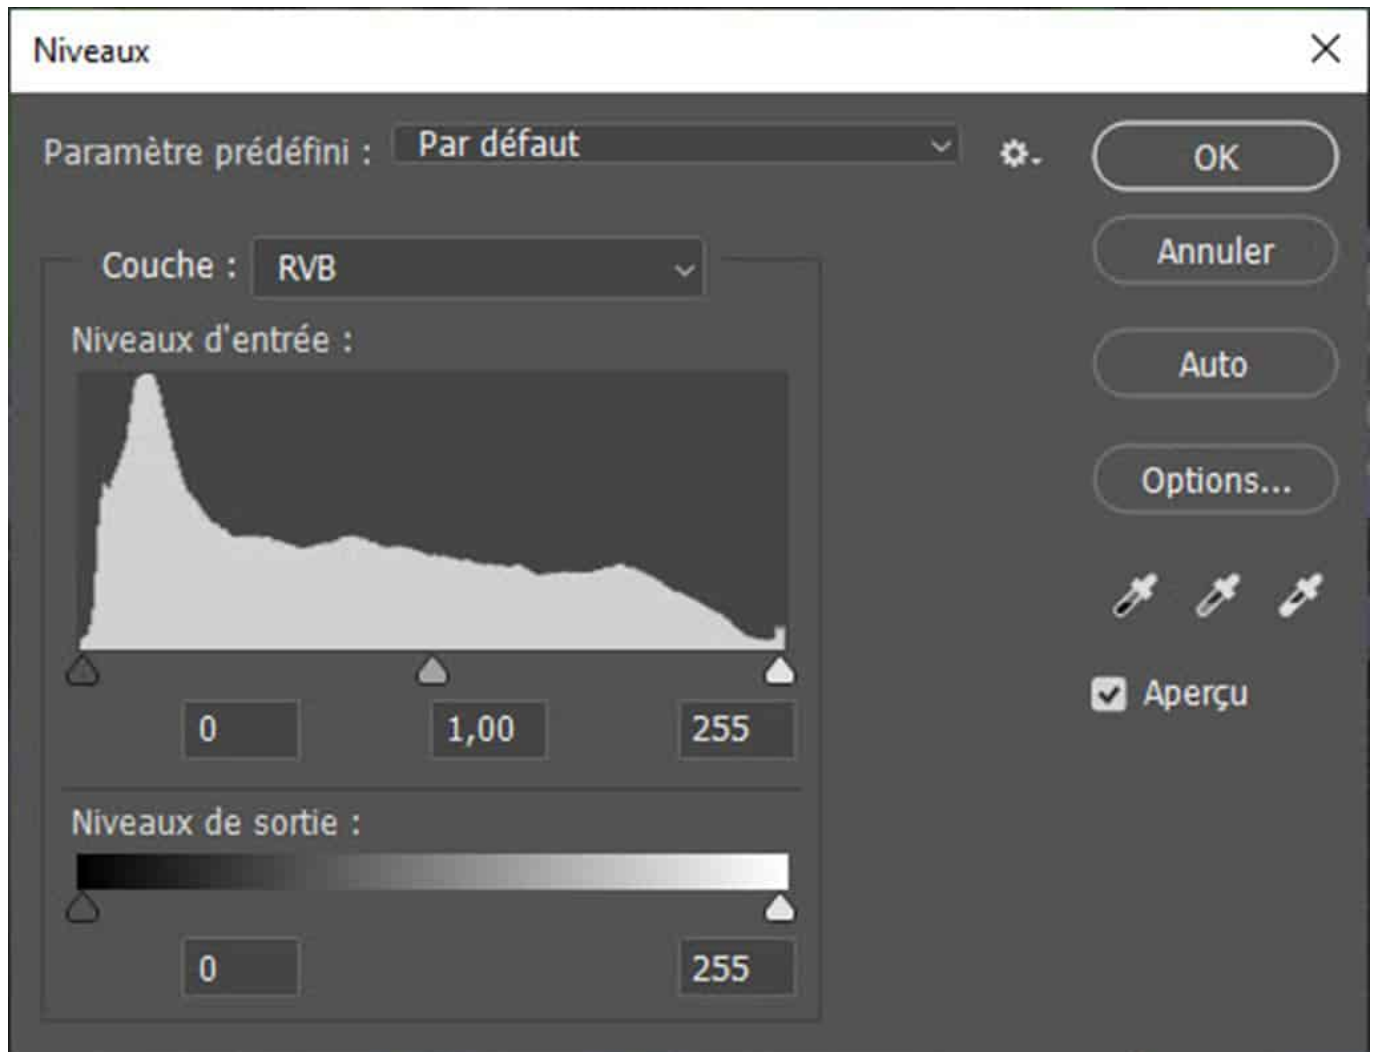 Niveaux
Paramètre prédéfini : Par défaut
OK
Couche : RVB
Annuler
Niveaux d'entrée :
Auto
Options...
Aperçu
0 1,00 255
Niveaux de sortie :
0 255